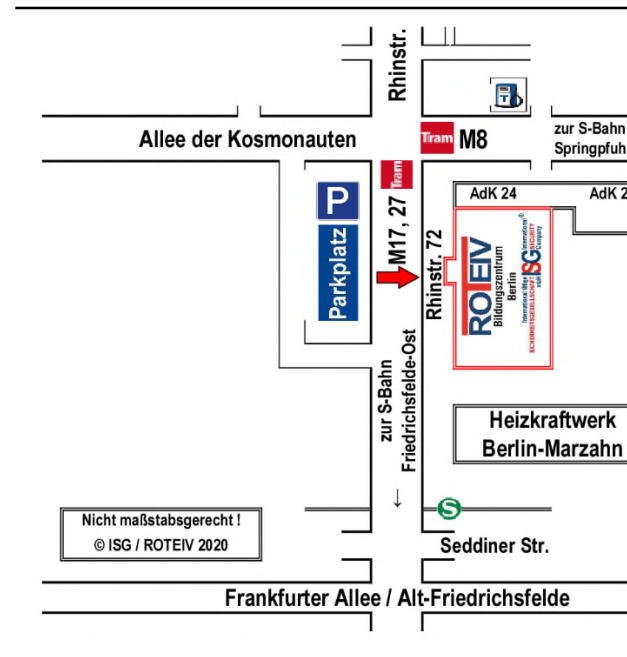 Rhinstr.
Allee der Kosmonauten
Tram M8
zur S-Bahn
Springpfuh
Tram
M17, 27
P
Parkplatz
AdK 24
AdK 2
Rhinstr. 72
ROTEIV
Bildungszentrum
Berlin
ISG
SICHERHEITSGESELLSCHAFT
zur S-Bahn
Friedrichsfelde-Ost
Heizkraftwerk
Berlin-Marzahn
S
Nicht maßstabsgerecht !
© ISG / ROTEIV 2020
Seddiner Str.
Frankfurter Allee / Alt-Friedrichsfelde